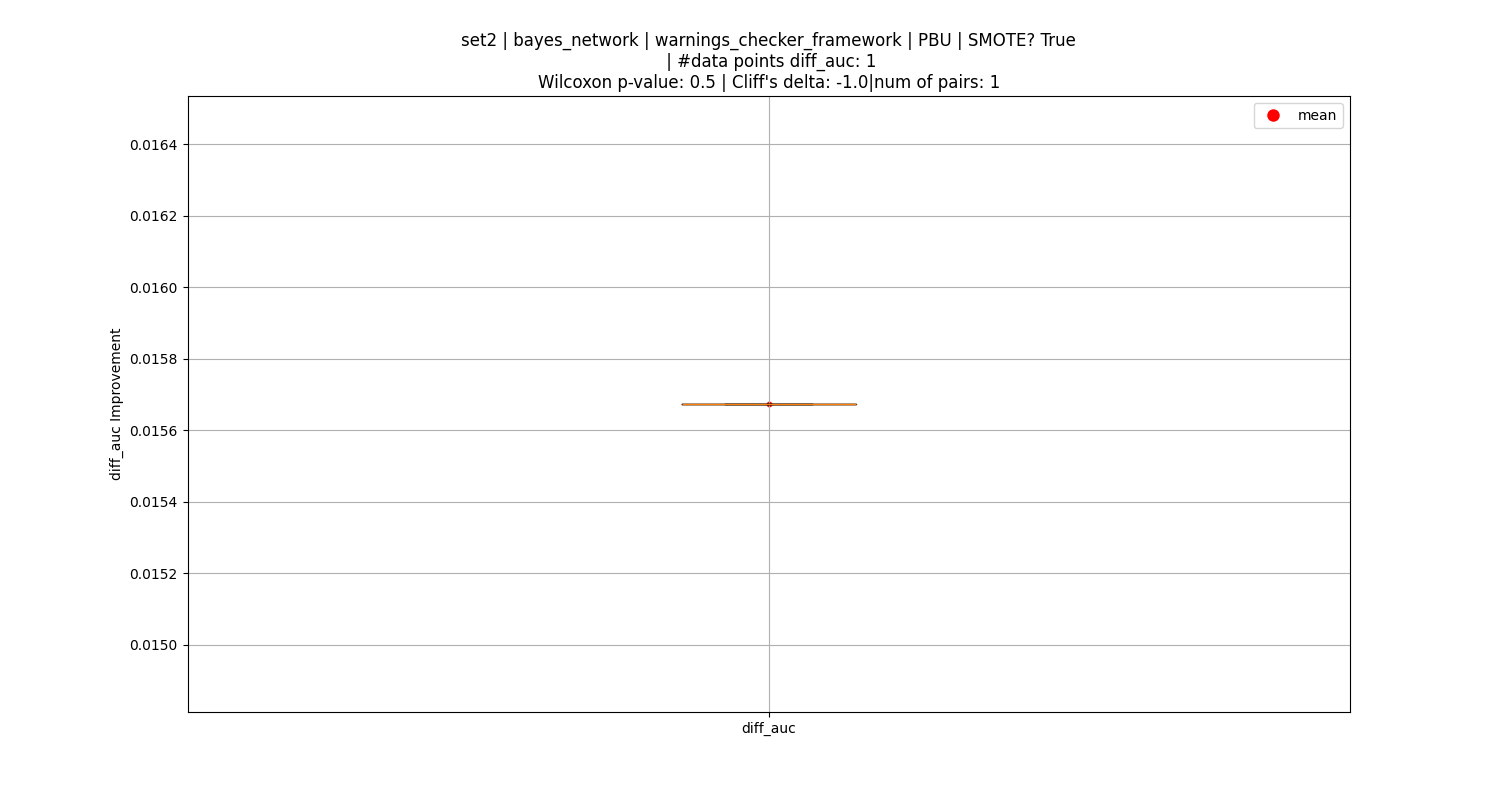 set2 | bayes_network | warnings_checker_framework | PBU | SMOTE? True
| #data points diff_auc: 1
Wilcoxon p-value: 0.5 | Cliff's delta: -1.0|num of pairs: 1
mean
0.0164
0.0162
0.0160
0.0158
0.0156
0.0154
0.0152
0.0150
diff_auc Improvement
diff_auc